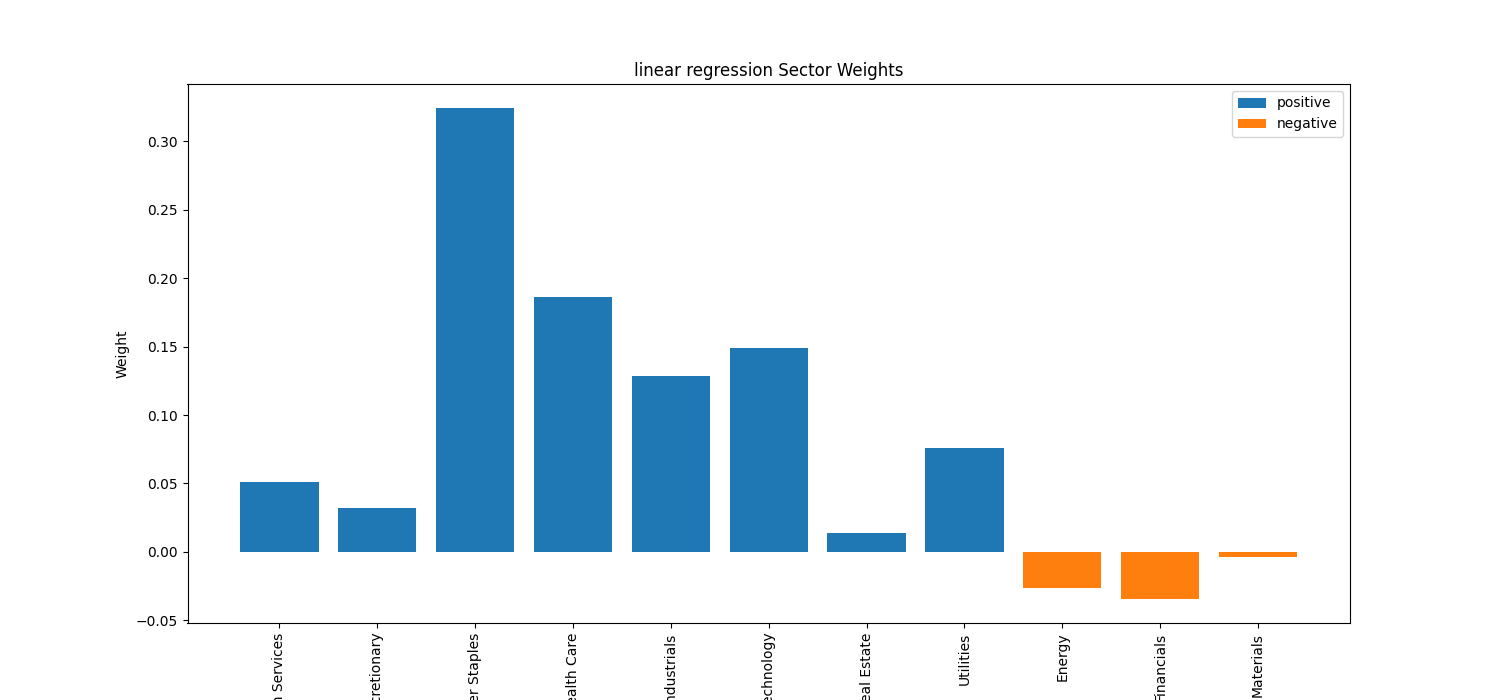 linear regression Sector Weights
positive
negative
Weight
0.30
0.25
0.20
0.15
0.10
0.05
0.00
−0.05
Services
cretionary
er Staples
ealth Care
ndustrials
echnology
eal Estate
Utilities
Energy
Financials
Materials